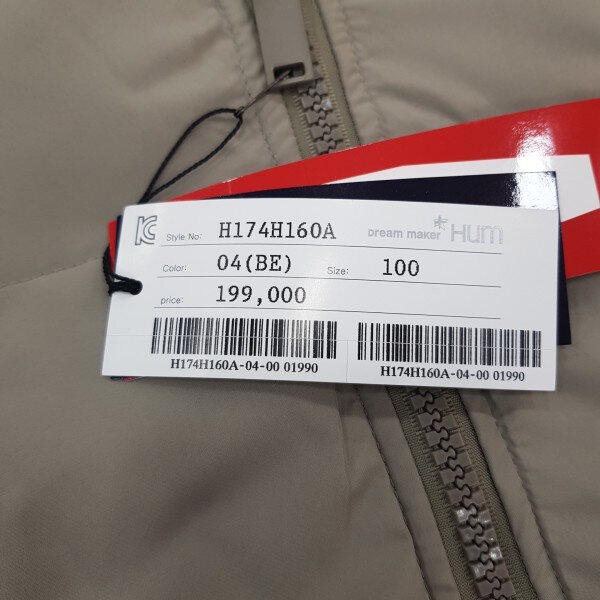 KC Style No: H174H160A Dream maker Hum
Color: 04(BE) Size: 100
price: 199,000
H174H160A-04-00 01990 H174H160A-04-00 01990